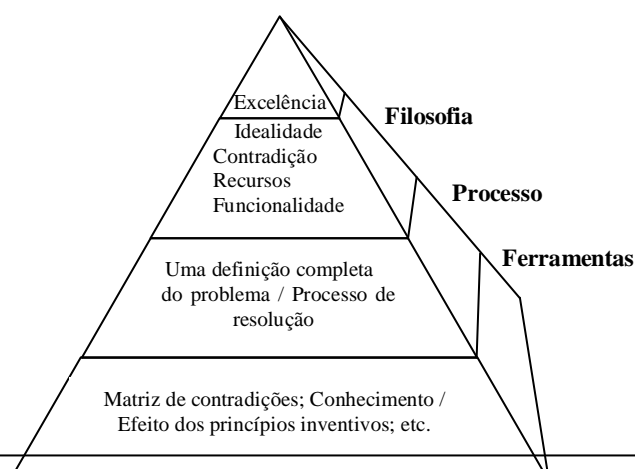 Excelência
Filosofia
Idealidade
Contradição
Recursos
Funcionalidade
Processo
Uma definição completa
do problema / Processo de
resolução
Ferramentas
Matriz de contradições; Conhecimento /
Efeito dos princípios inventivos; etc.